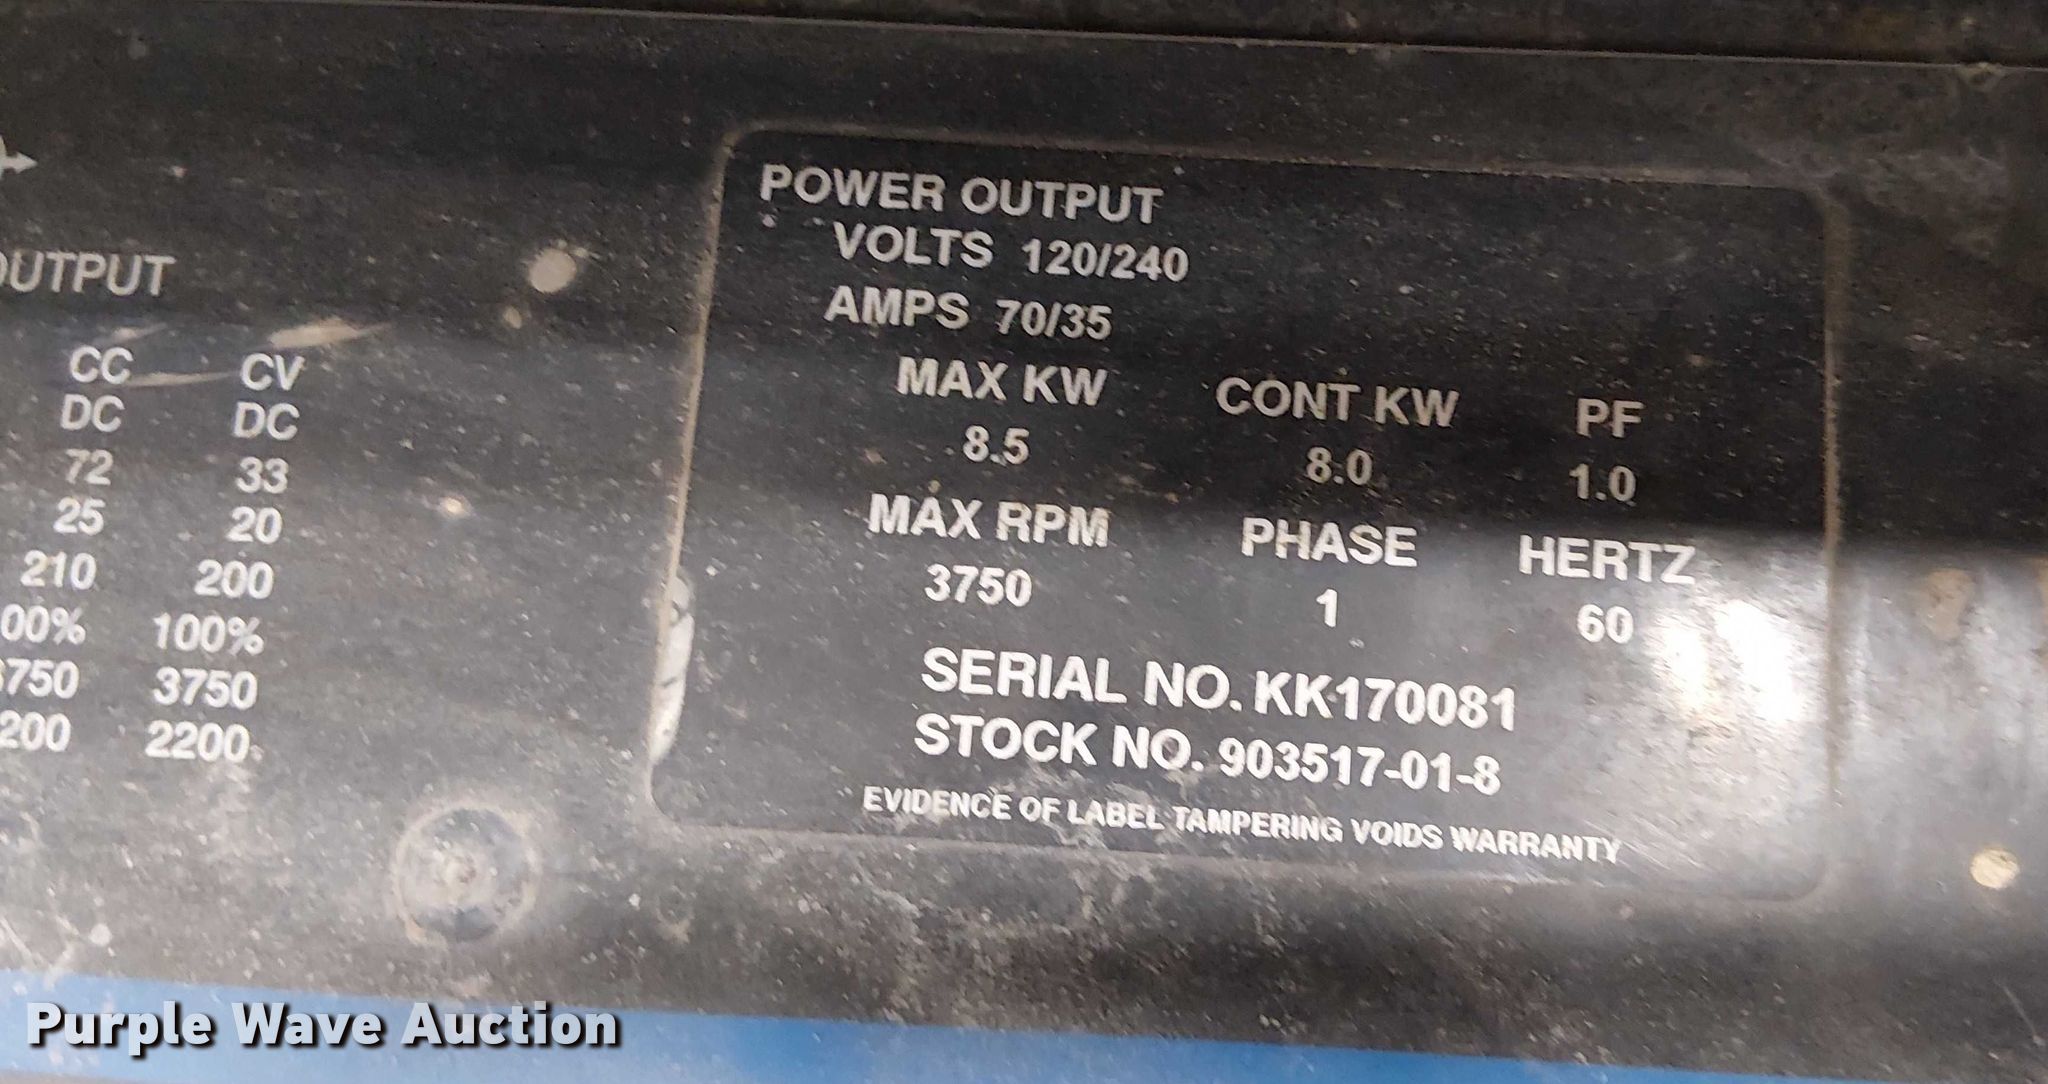 OUTPUT
CC CV
DC DC
72 33
25 20
210 200
00% 100%
3750 3750
200 2200
POWER OUTPUT
VOLTS 120/240
AMPS 70/35
MAX KW CONT KW PF
8.5 8.0 1.0
MAX RPM PHASE HERTZ
3750 1 60
SERIAL NO. KK170081
STOCK NO. 903517-01-8
EVIDENCE OF LABEL TAMPERING VOIDS WARRANTY
Purple Wave Auction